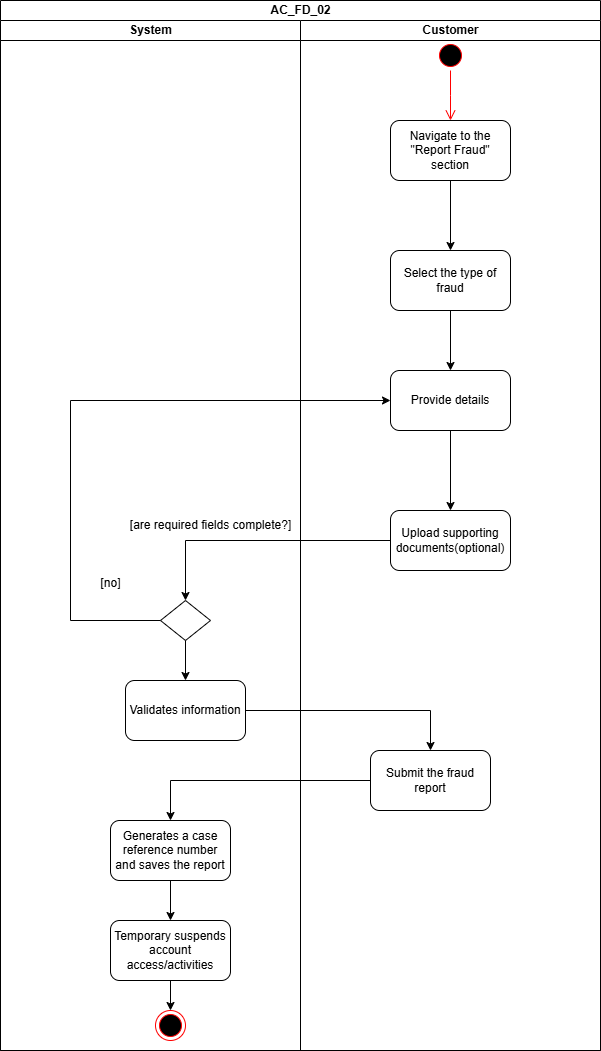 AC_FD_02
System
Customer
Navigate to the
"Report Fraud"
section
Select the type of
fraud
Provide details
[are required fields complete?]
Upload supporting
documents(optional)
[no]
Validates information
Submit the fraud
report
Generates a case
reference number
and saves the report
Temporary suspends
account
access/activities